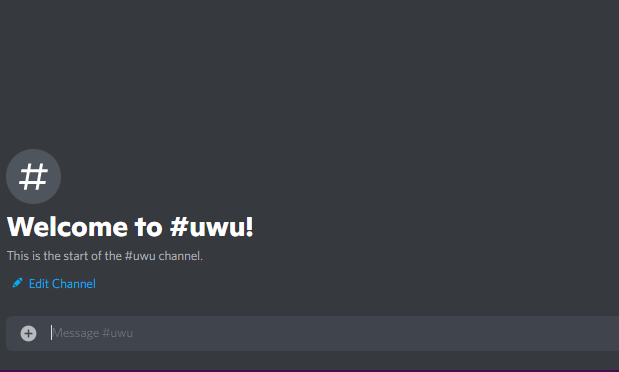 #
Welcome to #uwu!
This is the start of the #uwu channel.
Edit Channel
Message #uwu